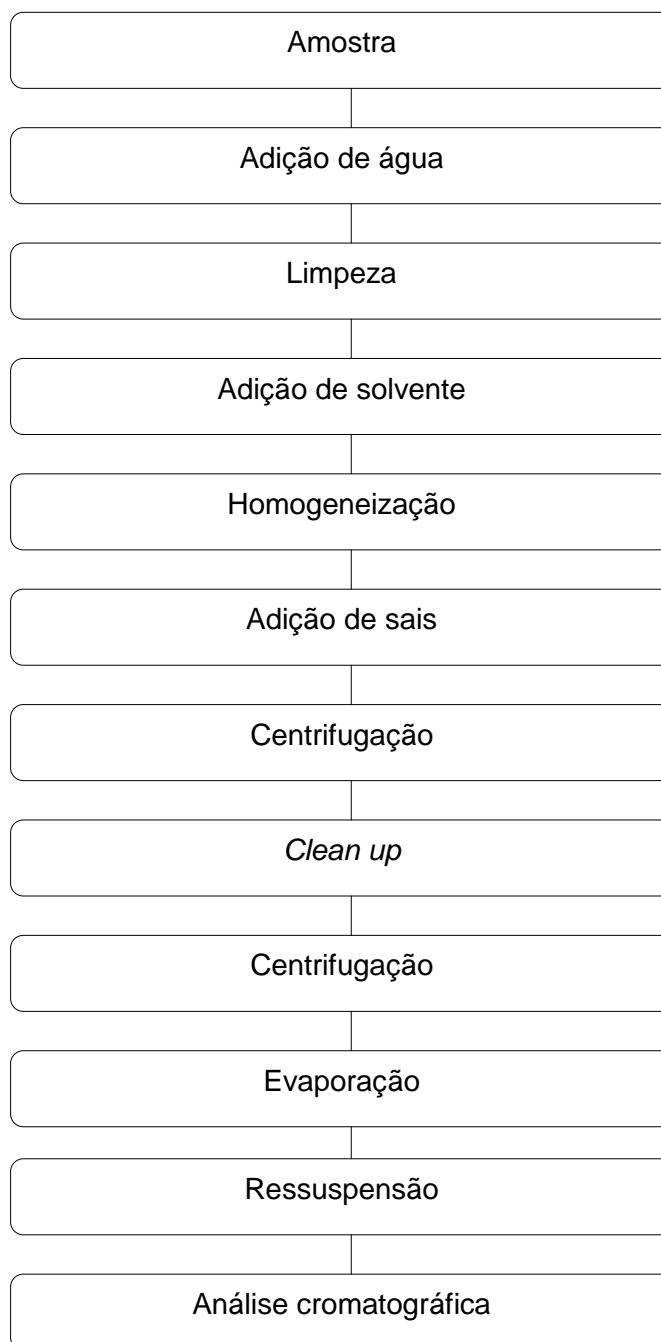 Amostra
Adição de água
Limpeza
Adição de solvente
Homogeneização
Adição de sais
Centrifugação
Clean up
Centrifugação
Evaporação
Ressuspensão
Análise cromatográfica